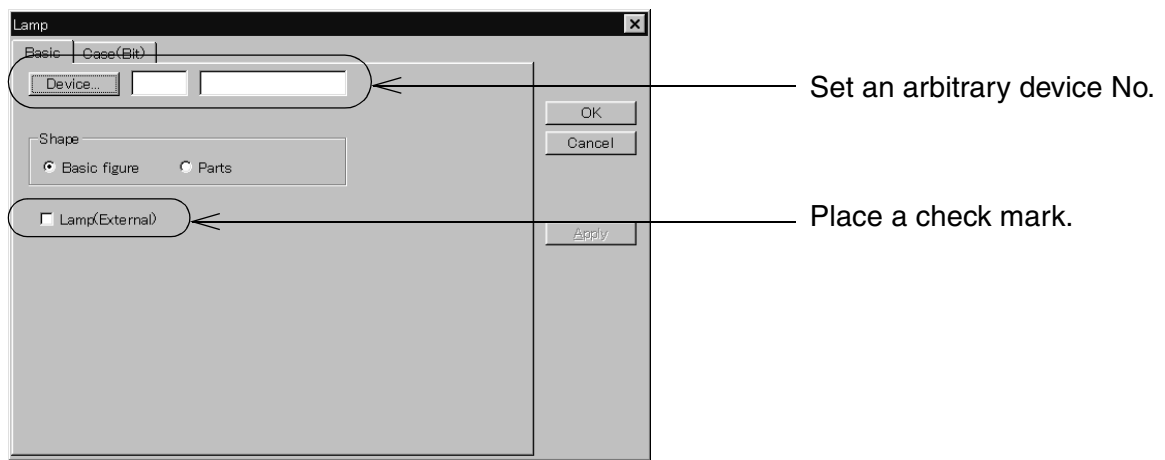 Lamp
Basic Case(Bit)
Device...
Set an arbitrary device No.
OK
Shape
Cancel
Basic figure Parts
Lamp(External)
Place a check mark.
Apply